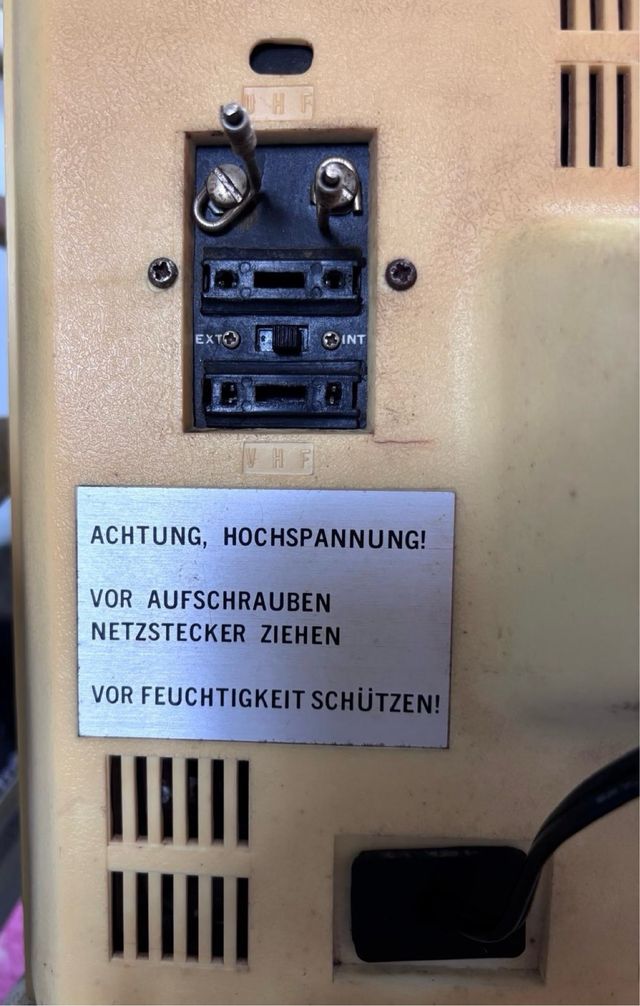 UHF
EXT INT
VHF
ACHTUNG, HOCHSPANNUNG!
VOR AUFSCHRAUBEN
NETZSTECKER ZIEHEN
VOR FEUCHTIGKEIT SCHÜTZEN!